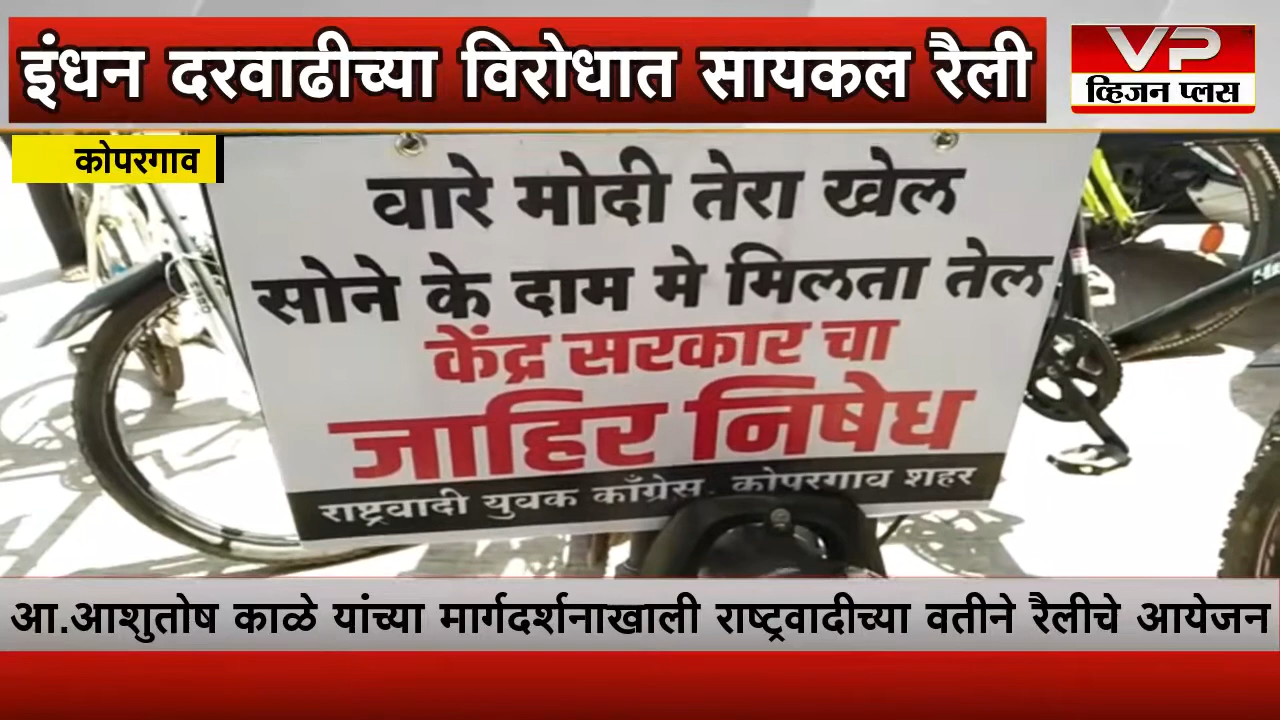 इंधन दरवाढीच्या विरोधात सायकल रैली
VP
व्हिजन प्लस
कोपरगाव
वारे मोदी तेरा खेल
सोने के दाम मे मिलता तेल
केंद्र सरकार चा
जाहिर निषेध
राष्ट्रवादी युवक काँग्रेस. कोपरगाव शहर
आ.आशुतोष काळे यांच्या मार्गदर्शनाखाली राष्ट्रवादीच्या वतीने रैलीचे आयेजन